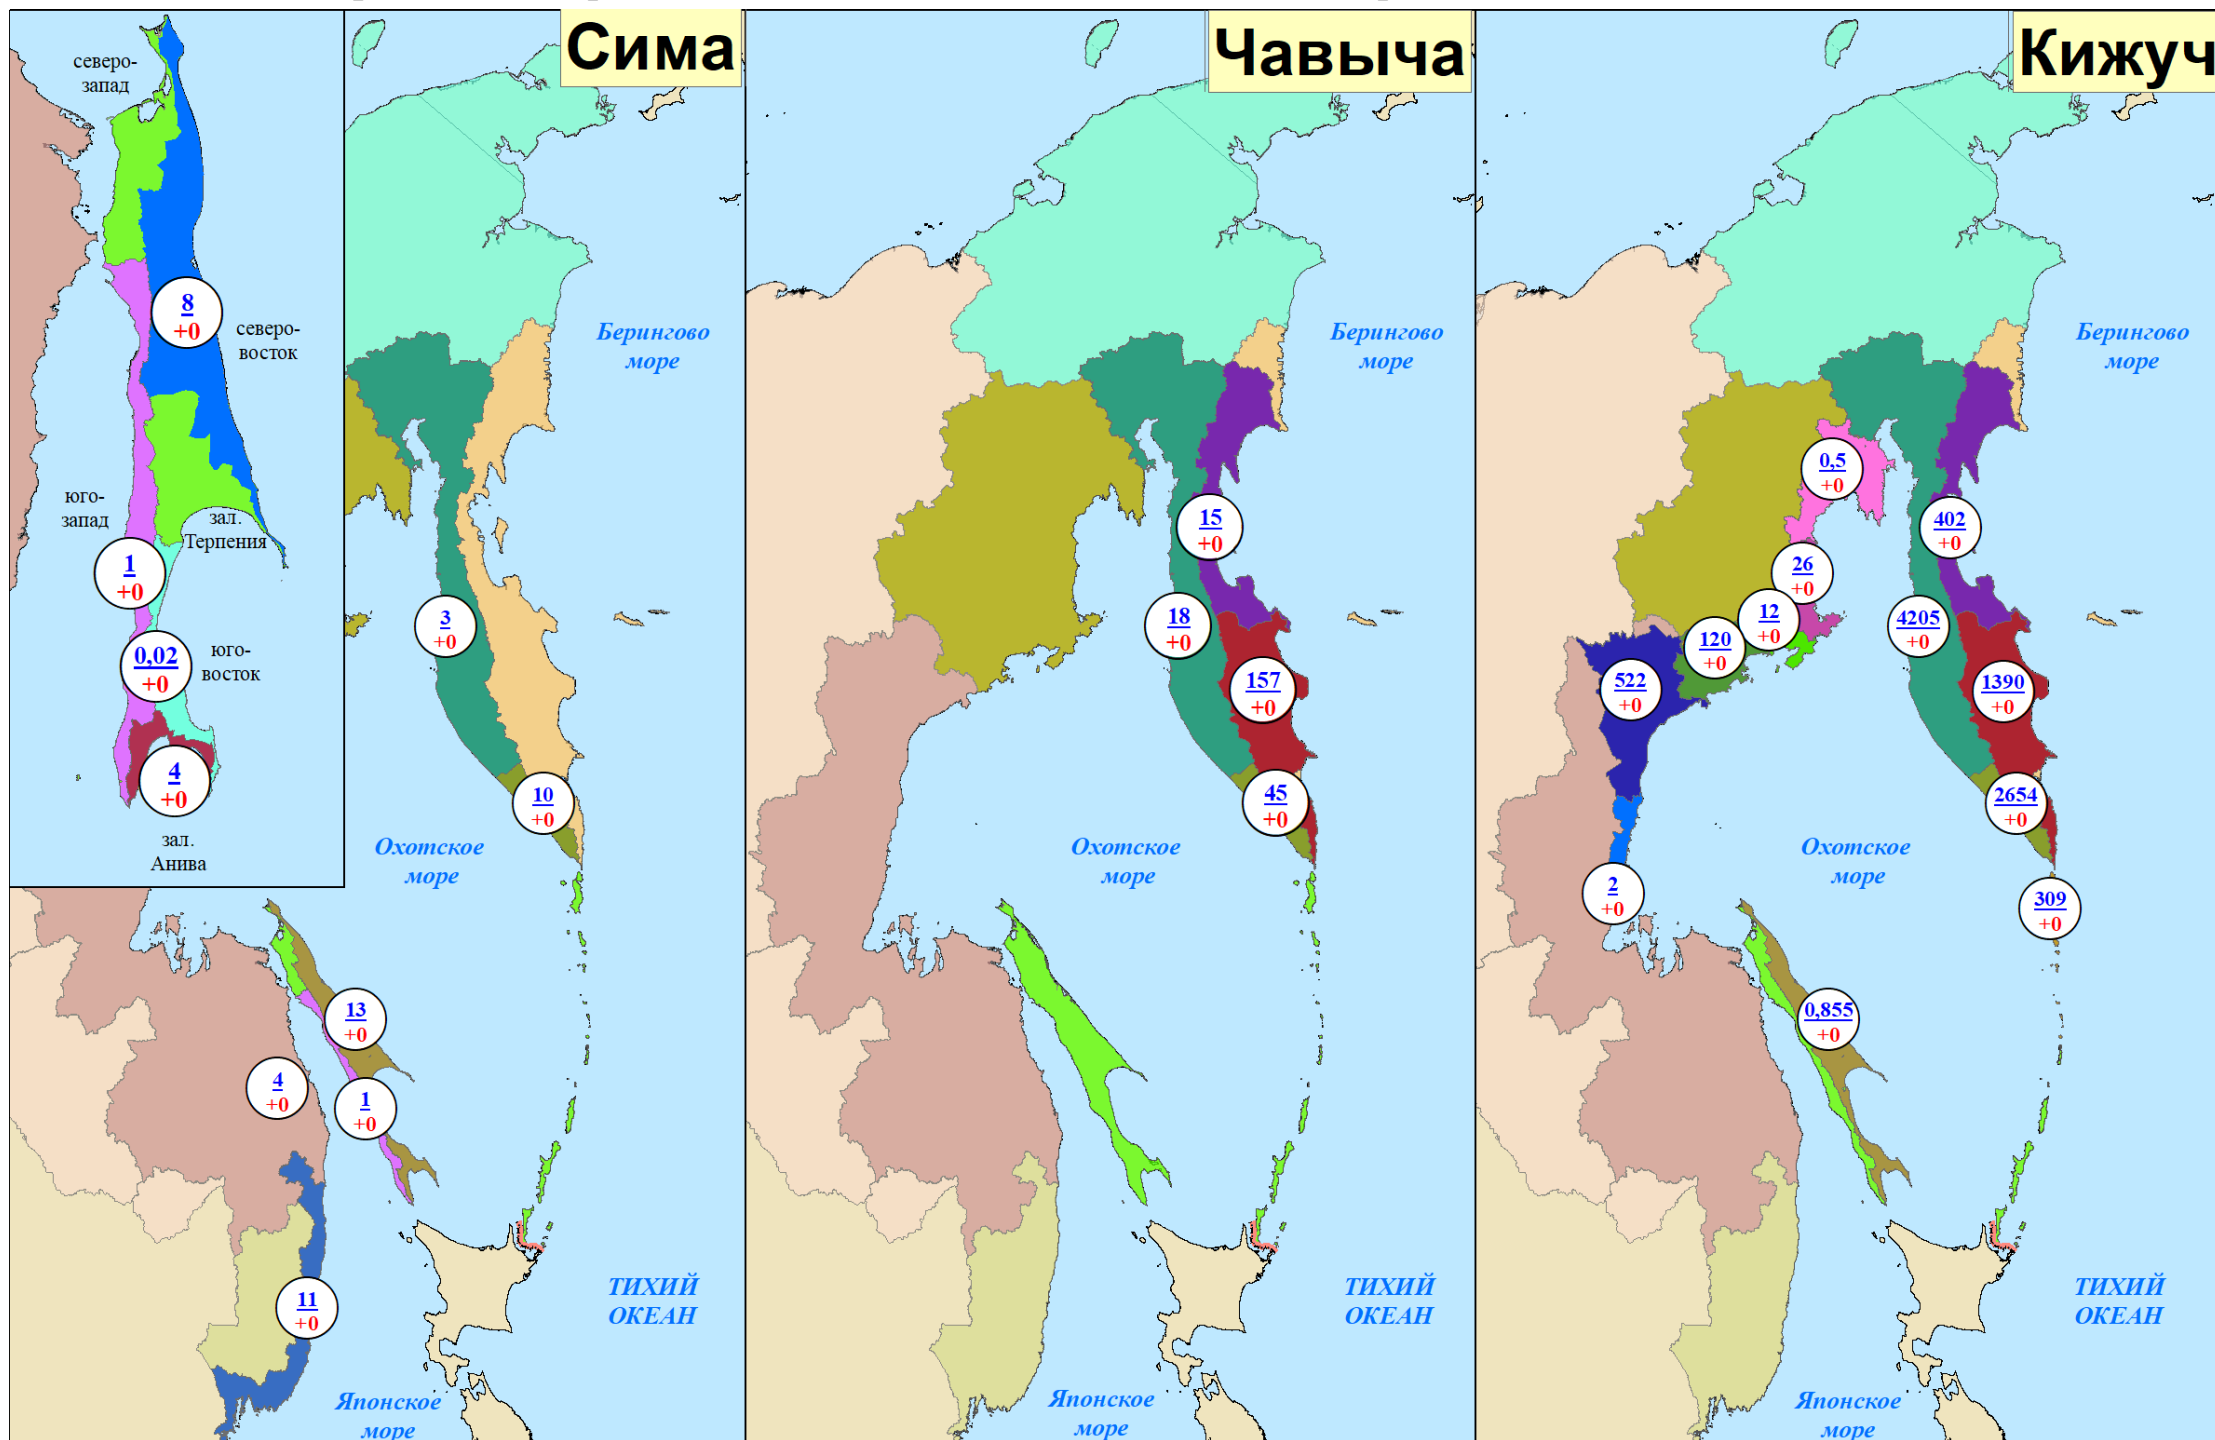 Сима
северо-
запад
8
+0
северо-
восток
юго-
запад
зал.
Терпения
1
+0
0,02
+0
юго-
восток
4
+0
зал.
Анива
Берингово
море
3
+0
10
+0
Охотское
море
13
+0
4
+0
1
+0
11
+0
ТИХИЙ
ОКЕАН
Японское
море
Чавыча
Берингово
море
15
+0
18
+0
157
+0
45
+0
Охотское
море
ТИХИЙ
ОКЕАН
Японское
море
Кижуч
Берингово
море
0,5
+0
402
+0
26
+0
12
+0
4205
+0
120
+0
522
+0
1390
+0
2654
+0
Охотское
море
2
+0
309
+0
0,855
+0
ТИХИЙ
ОКЕАН
Японское
море